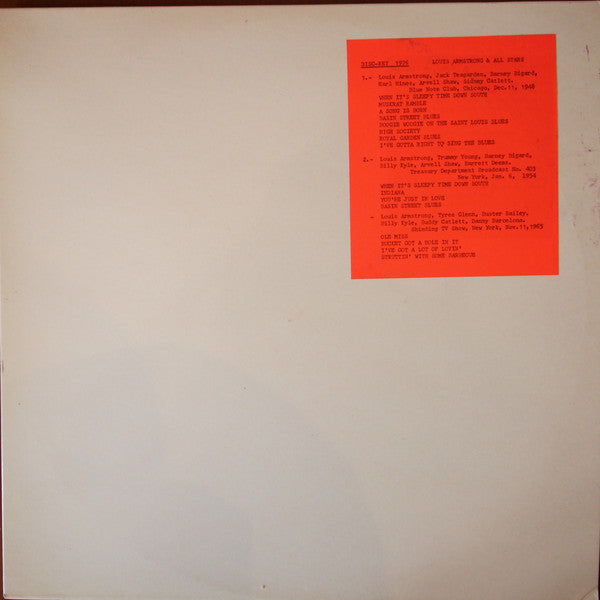 DISC-KEY 1976 LOUIS ARMSTRONG & ALL STARS
1.- Louis Armstrong, Jack Teagarden, Barney Bigard,
Earl Hines, Arvell Shaw, Sidney Catlett.
Blue Note Club, Chicago, Dec.11, 1948
WHEN IT'S SLEEPY TIME DOWN SOUTH
MUSKRAT RAMBLE
A SONG IS BORN
BASIN STREET BLUES
BOOGIE WOOGIE ON THE SAINT LOUIS BLUES
HIGH SOCIETY
ROYAL GARDEN BLUES
I'VE GOTTA RIGHT TO SING THE BLUES
2.- Louis Armstrong, Trummy Young, Barney Bigard,
Billy Kyle, Arvell Shaw, Barrett Deems.
Treasury Department Broadcast No. 403
New York, Jan. 6, 1954
WHEN IT'S SLEEPY TIME DOWN SOUTH
INDIANA
YOU'RE JUST IN LOVE
BASIN STREET BLUES
- Louis Armstrong, Tyree Glenn, Buster Bailey,
Billy Kyle, Buddy Catlett, Danny Barcelona.
Shinding TV Show, New York, Nov.11,1965
OLE MISS
BUCKET GOT A HOLE IN IT
I'VE GOT A LOT OF LOVIN'
STRUTTIN' WITH SOME BARBECUE